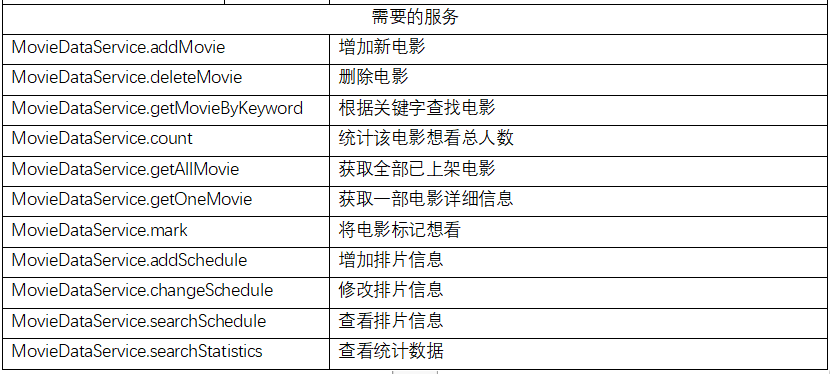 需要的服务
MovieDataService.addMovie 增加新电影
MovieDataService.deleteMovie 删除电影
MovieDataService.getMovieByKeyword 根据关键字查找电影
MovieDataService.count 统计该电影想看总人数
MovieDataService.getAllMovie 获取全部已上架电影
MovieDataService.getOneMovie 获取一部电影详细信息
MovieDataService.mark 将电影标记想看
MovieDataService.addSchedule 增加排片信息
MovieDataService.changeSchedule 修改排片信息
MovieDataService.searchSchedule 查看排片信息
MovieDataService.searchStatistics 查看统计数据